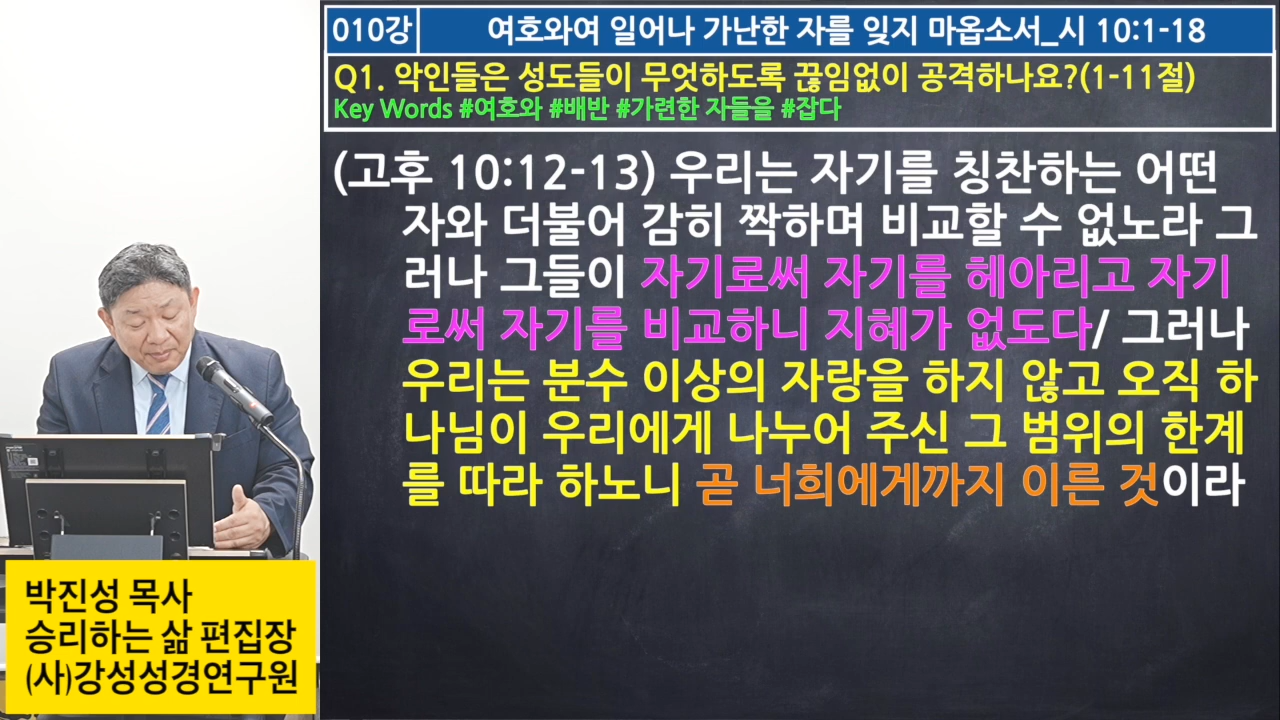 010강 여호와여 일어나 가난한 자를 잊지 마옵소서_시 10:1-18
Q1. 악인들은 성도들이 무엇하도록 끊임없이 공격하나요?(1-11절)
Key Words #여호와 #배반 #가련한 자들을 #잡다
(고후 10:12-13) 우리는 자기를 칭찬하는 어떤
자와 더불어 감히 짝하며 비교할 수 없노라 그
러나 그들이 자기로써 자기를 헤아리고 자기
로써 자기를 비교하니 지혜가 없도다/ 그러나
우리는 분수 이상의 자랑을 하지 않고 오직 하
나님이 우리에게 나누어 주신 그 범위의 한계
를 따라 하노니 곧 너희에게까지 이른 것이라
박진성 목사
승리하는 삶 편집장
(사)강성성경연구원